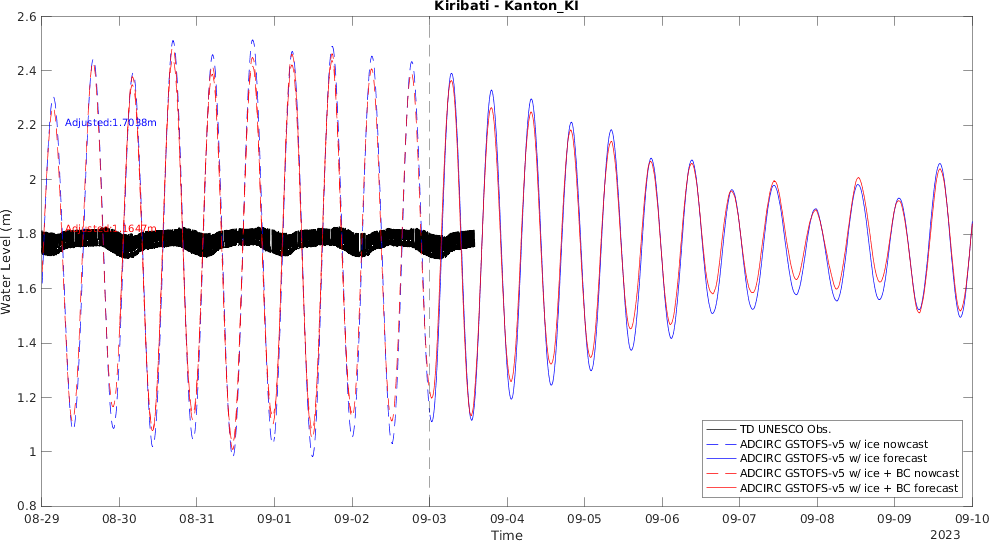 Kiribati - Kanton_KI
2.6
2.4
2.2
2
1.8
1.6
1.4
1.2
1
0.8
Water Level (m)
Adjusted:1.7038m
Adjusted:1.1647m
TD UNESCO Obs.
ADCIRC GSTOFS-v5 w/ ice nowcast
ADCIRC GSTOFS-v5 w/ ice forecast
ADCIRC GSTOFS-v5 w/ ice + BC nowcast
ADCIRC GSTOFS-v5 w/ ice + BC forecast
08-29 08-30 08-31 09-01 09-02 09-03 09-04 09-05 09-06 09-07 09-08 09-09 09-10
Time
2023